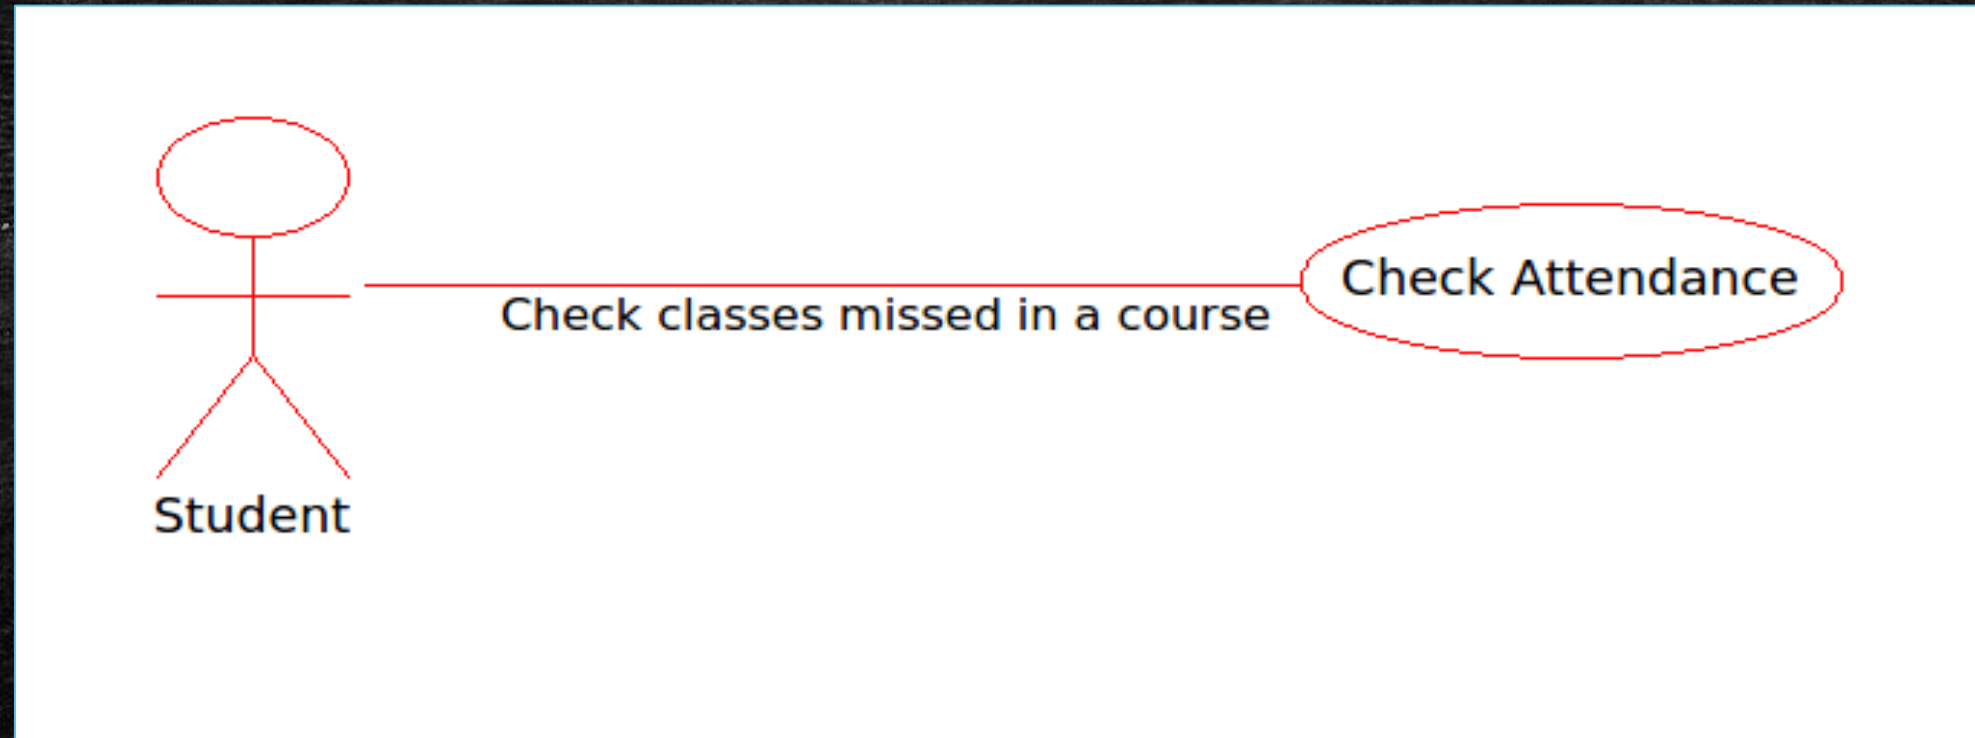 Check Attendance
Check classes missed in a course
Student